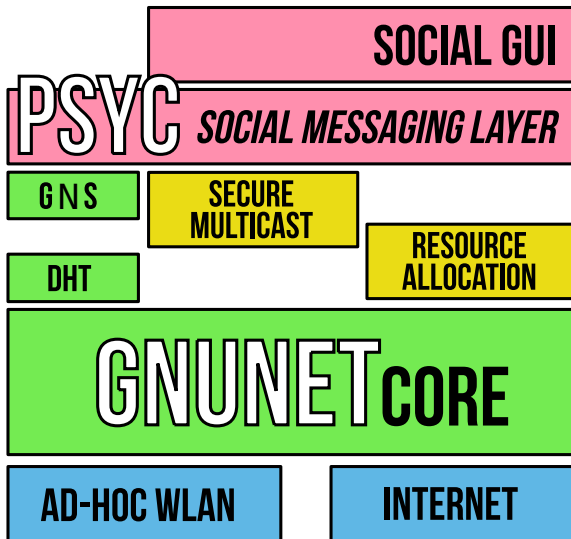 SOCIAL GUI
PSYC SOCIAL MESSAGING LAYER
GNS
SECURE
MULTICAST
RESOURCE
ALLOCATION
DHT
GNUNET CORE
AD-HOC WLAN
INTERNET